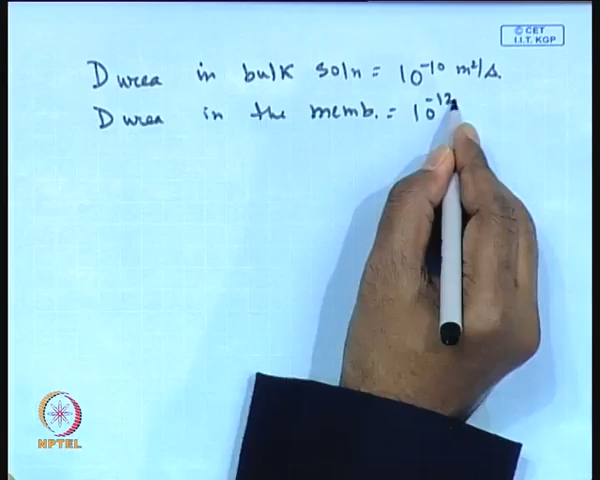 © CET
I.I.T. KGP
D urea in bulk soln = 10⁻¹⁰ m²/s.
D urea in the memb. = 10⁻¹²
NPTEL